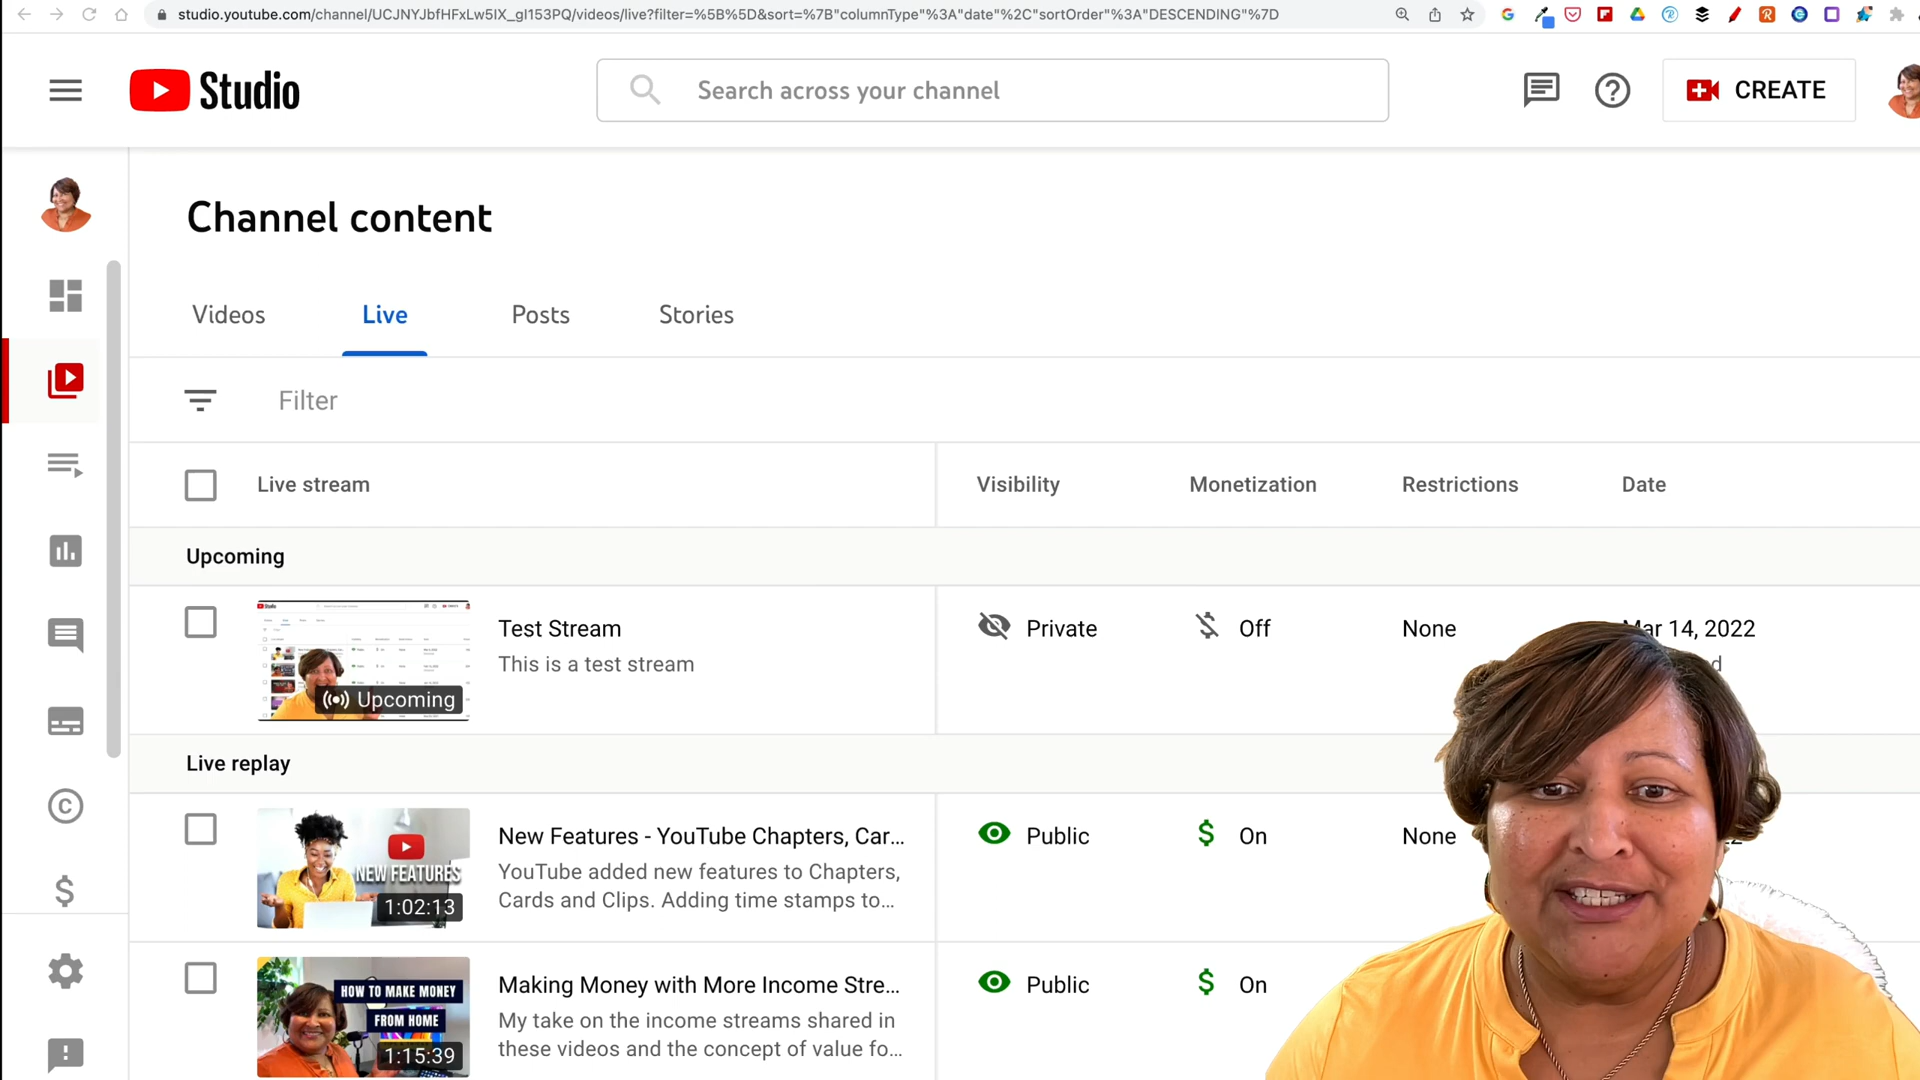 studio.youtube.com/channel/UCJNYJbfHFxLw5IX_gI153PQ/videos/live?filter=%5B%5D&sort=%7B"columnType"%3A"date"%2C"sortOrder"%3A"DESCENDING"%7D
Studio
Search across your channel
CREATE
Channel content
Videos
Live
Posts
Stories
Filter
Live stream
Visibility
Monetization
Restrictions
Date
Upcoming
Test Stream
This is a test stream
Upcoming
Private
Off
None
Mar 14, 2022
Live replay
New Features - YouTube Chapters, Car...
YouTube added new features to Chapters,
Cards and Clips. Adding time stamps to...
NEW FEATURES
1:02:13
Public
On
None
Making Money with More Income Stre...
My take on the income streams shared in
these videos and the concept of value fo...
HOW TO MAKE MONEY
FROM HOME
1:15:39
Public
On